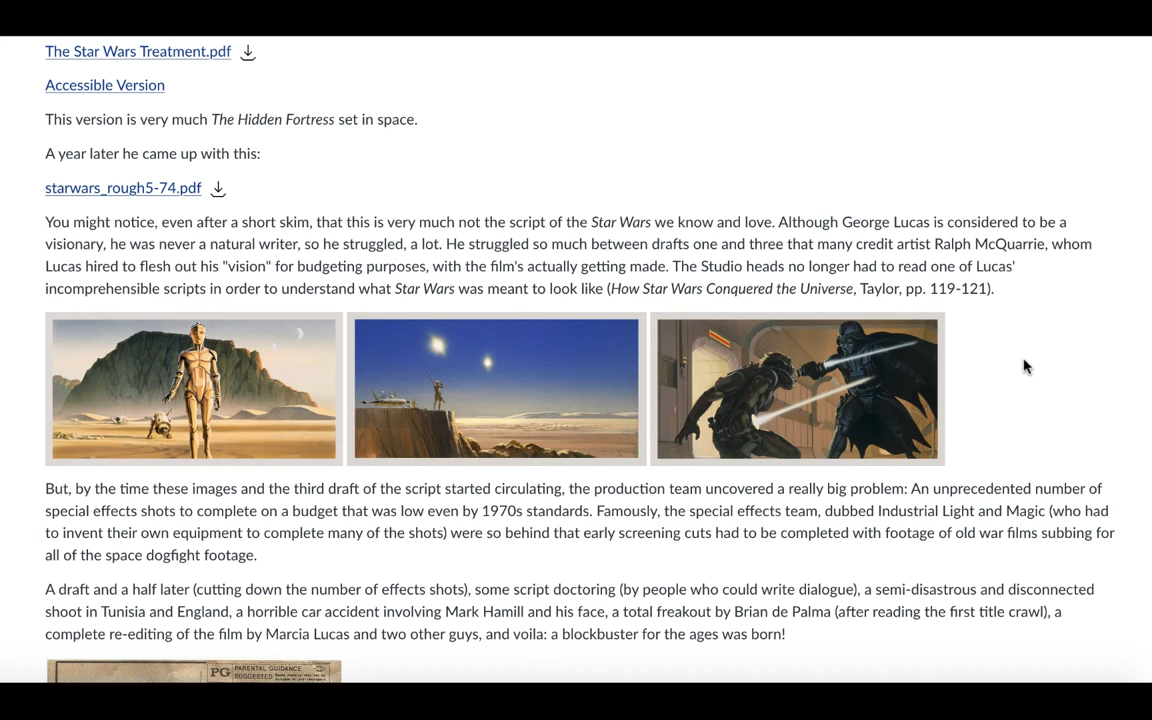 The Star Wars Treatment.pdf
Accessible Version
This version is very much The Hidden Fortress set in space.
A year later he came up with this:
starwars_rough5-74.pdf
You might notice, even after a short skim, that this is very much not the script of the Star Wars we know and love. Although George Lucas is considered to be a
visionary, he was never a natural writer, so he struggled, a lot. He struggled so much between drafts one and three that many credit artist Ralph McQuarrie, whom
Lucas hired to flesh out his "vision" for budgeting purposes, with the film's actually getting made. The Studio heads no longer had to read one of Lucas'
incomprehensible scripts in order to understand what Star Wars was meant to look like (How Star Wars Conquered the Universe, Taylor, pp. 119-121).
But, by the time these images and the third draft of the script started circulating, the production team uncovered a really big problem: An unprecedented number of
special effects shots to complete on a budget that was low even by 1970s standards. Famously, the special effects team, dubbed Industrial Light and Magic (who had
to invent their own equipment to complete many of the shots) were so behind that early screening cuts had to be completed with footage of old war films subbing for
all of the space dogfight footage.
A draft and a half later (cutting down the number of effects shots), some script doctoring (by people who could write dialogue), a semi-disastrous and disconnected
shoot in Tunisia and England, a horrible car accident involving Mark Hamill and his face, a total freakout by Brian de Palma (after reading the first title crawl), a
complete re-editing of the film by Marcia Lucas and two other guys, and voila: a blockbuster for the ages was born!
PG PARENTAL GUIDANCE
SUGGESTED